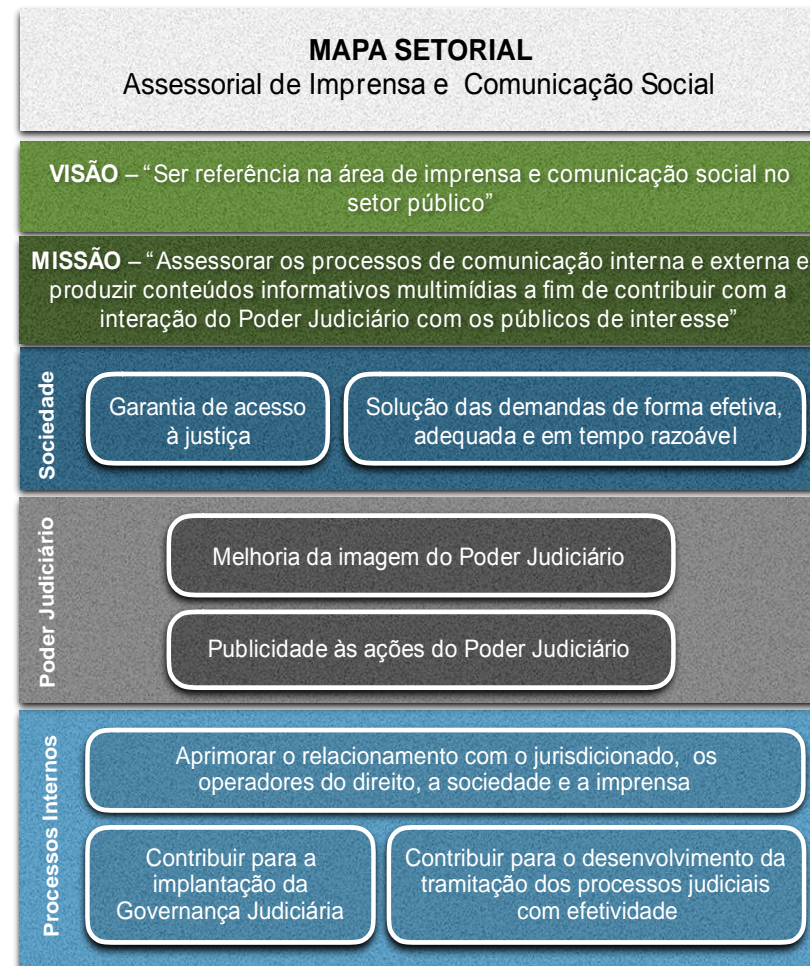 MAPA SETORIAL
Assessorial de Imprensa e Comunicação Social
VISÃO – “Ser referência na área de imprensa e comunicação social no
setor público”
MISSÃO – “Assessorar os processos de comunicação interna e externa e
produzir conteúdos informativos multimídias a fim de contribuir com a
interação do Poder Judiciário com os públicos de interesse”
Sociedade
Garantia de acesso
à justiça
Solução das demandas de forma efetiva,
adequada e em tempo razoável
Poder Judiciário
Melhoria da imagem do Poder Judiciário
Publicidade às ações do Poder Judiciário
Processos Internos
Aprimorar o relacionamento com o jurisdicionado, os
operadores do direito, a sociedade e a imprensa
Contribuir para a
implantação da
Governança Judiciária
Contribuir para o desenvolvimento da
tramitação dos processos judiciais
com efetividade